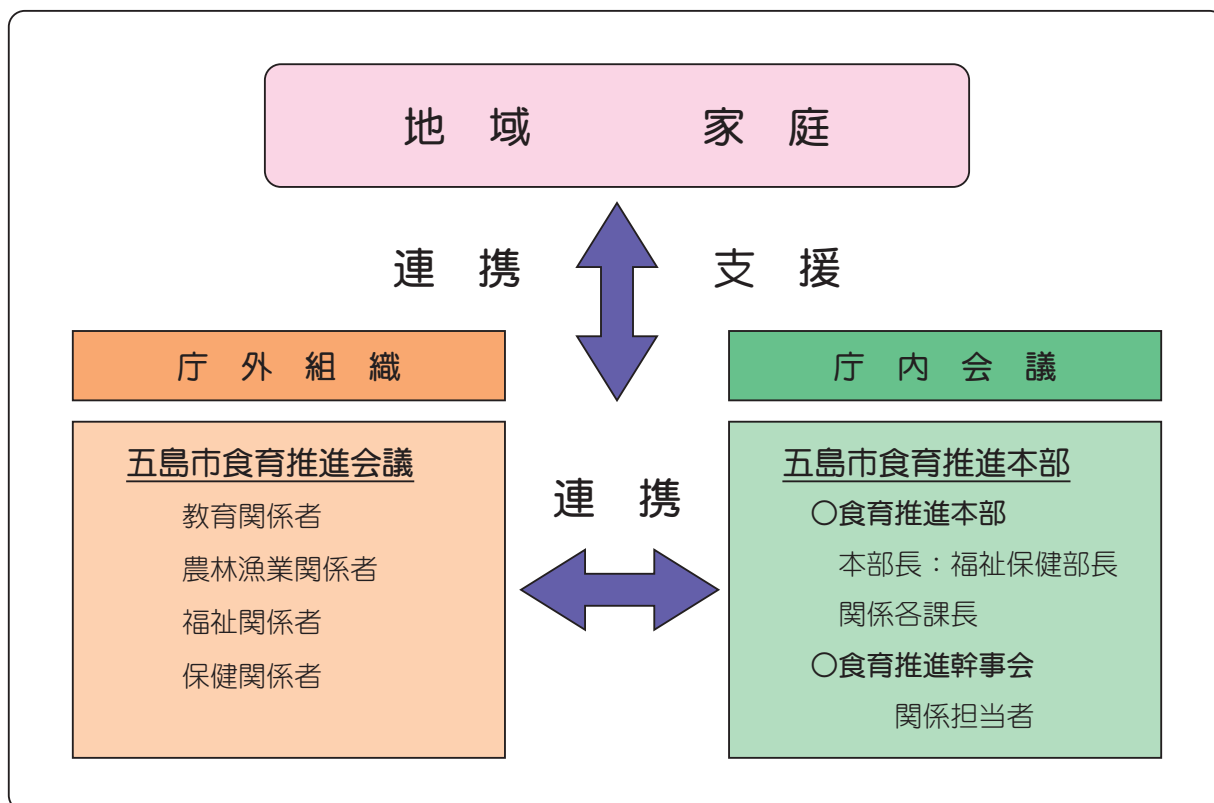 地域　家庭
連携　支援
庁外組織
五島市食育推進会議
教育関係者
農林漁業関係者
福祉関係者
保健関係者
連携
庁内会議
五島市食育推進本部
○食育推進本部
本部長：福祉保健部長
関係各課長
○食育推進幹事会
関係担当者